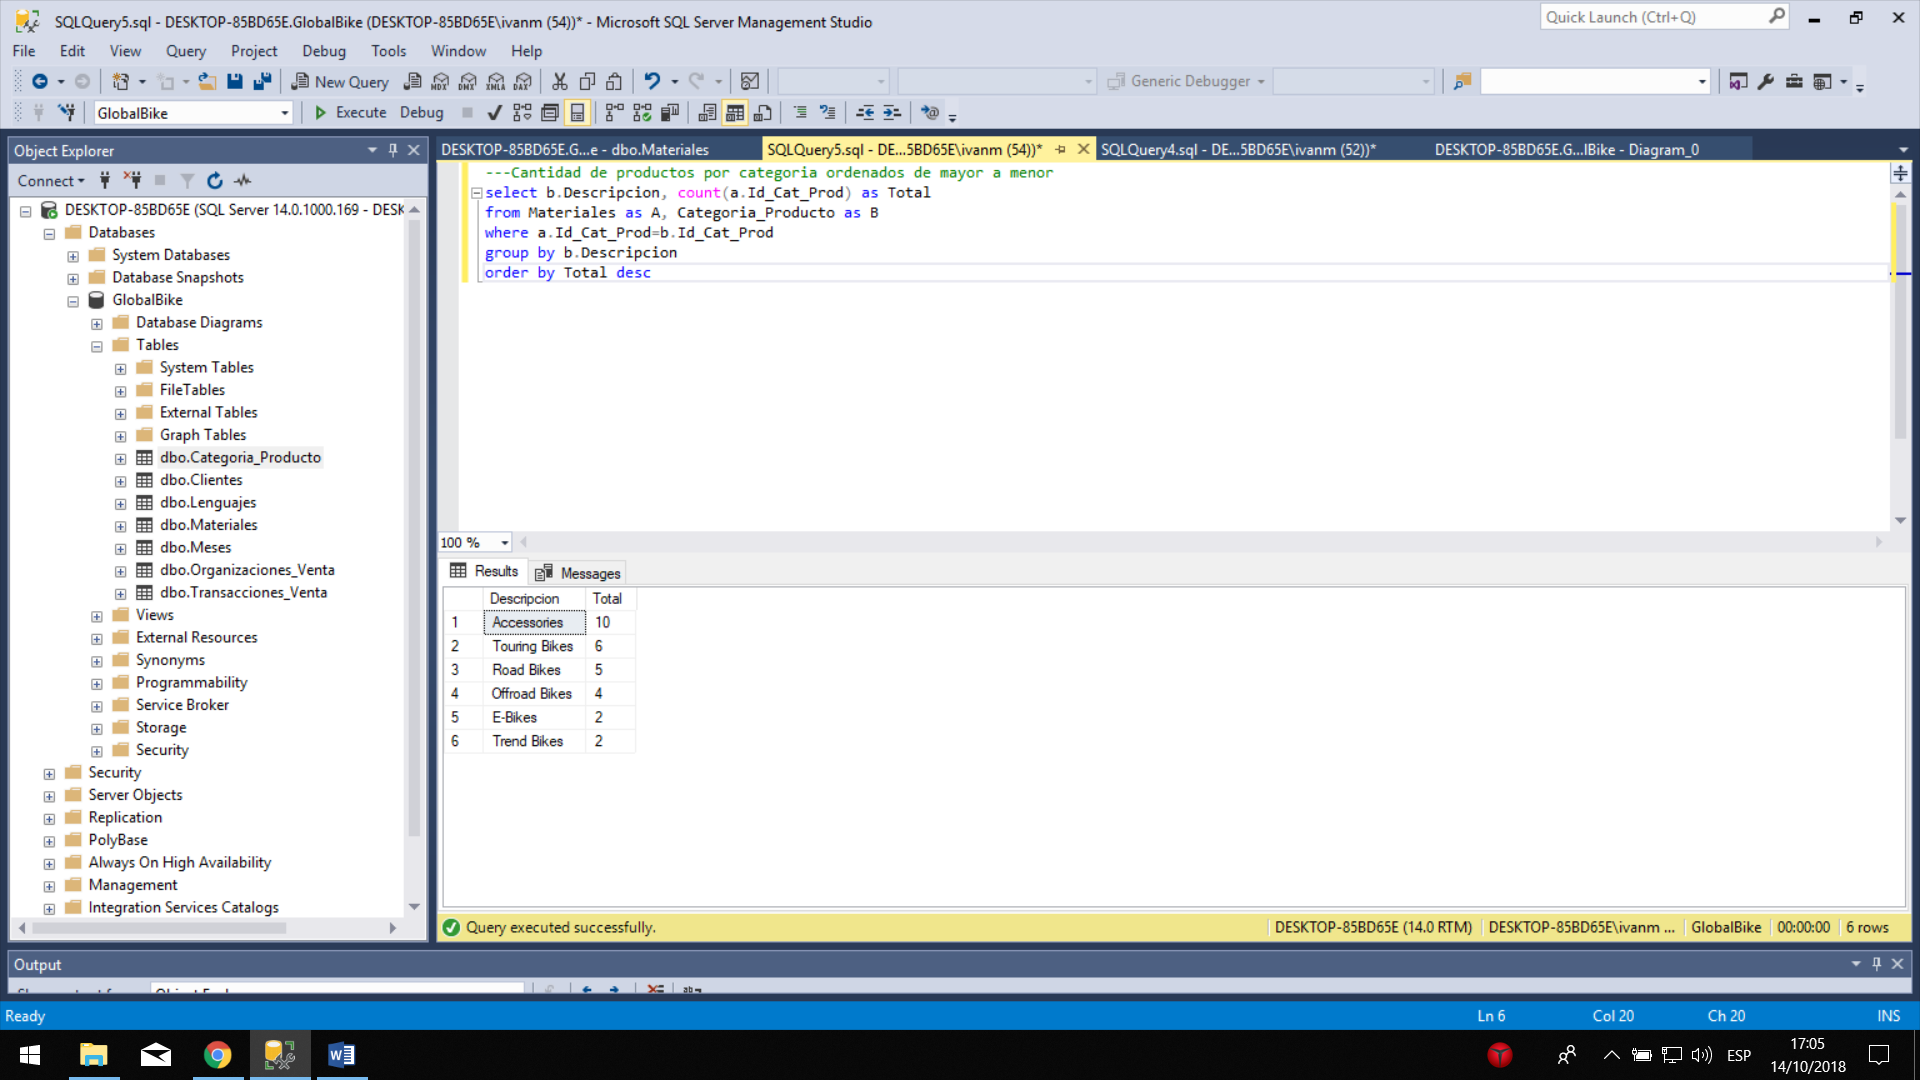 SQLQuery5.sql - DESKTOP-85BD65E.GlobalBike (DESKTOP-85BD65E\ivanm (54))* - Microsoft SQL Server Management Studio
Quick Launch (Ctrl+Q)
File Edit View Query Project Debug Tools Window Help
New Query MDX DMX XMLA DAX Generic Debugger
GlobalBike Execute Debug
Object Explorer
Connect
DESKTOP-85BD65E (SQL Server 14.0.1000.169 - DESK
Databases
System Databases
Database Snapshots
GlobalBike
Database Diagrams
Tables
System Tables
FileTables
External Tables
Graph Tables
dbo.Categoria_Producto
dbo.Clientes
dbo.Lenguajes
dbo.Materiales
dbo.Meses
dbo.Organizaciones_Venta
dbo.Transacciones_Venta
Views
External Resources
Synonyms
Programmability
Service Broker
Storage
Security
Security
Server Objects
Replication
PolyBase
Always On High Availability
Management
Integration Services Catalogs
DESKTOP-85BD65E.G...e - dbo.Materiales SQLQuery5.sql - DE...5BD65E\ivanm (54))* SQLQuery4.sql - DE...5BD65E\ivanm (52))* DESKTOP-85BD65E.G...lBike - Diagram_0
---Cantidad de productos por categoria ordenados de mayor a menor
select b.Descripcion, count(a.Id_Cat_Prod) as Total
from Materiales as A, Categoria_Producto as B
where a.Id_Cat_Prod=b.Id_Cat_Prod
group by b.Descripcion
order by Total desc
100 %
Results Messages
Descripcion Total
1 Accessories 10
2 Touring Bikes 6
3 Road Bikes 5
4 Offroad Bikes 4
5 E-Bikes 2
6 Trend Bikes 2
Query executed successfully. DESKTOP-85BD65E (14.0 RTM) DESKTOP-85BD65E\ivanm ... GlobalBike 00:00:00 6 rows
Output
Ready Ln 6 Col 20 Ch 20 INS
ESP
17:05
14/10/2018